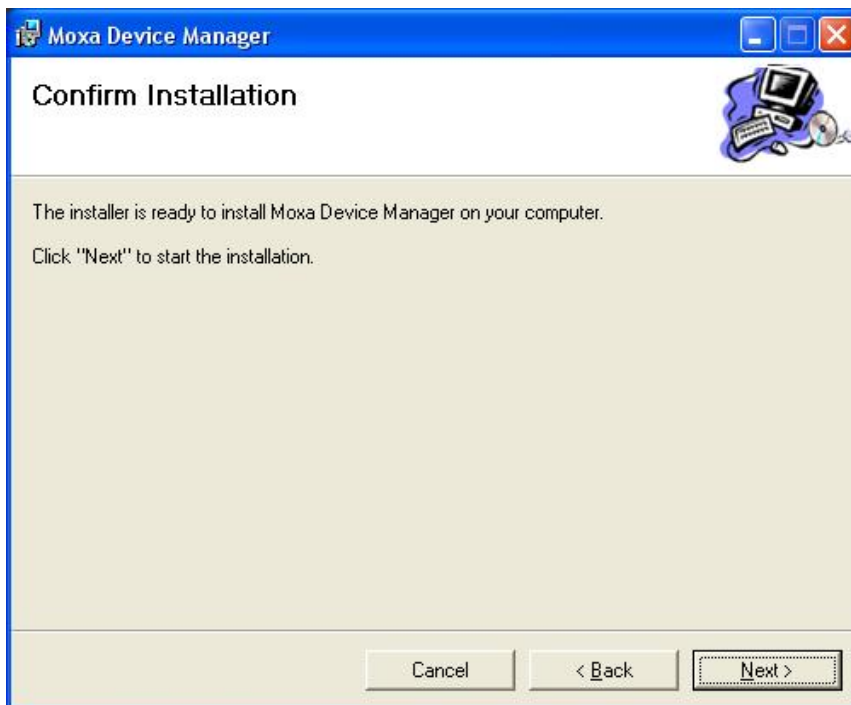 Moxa Device Manager
Confirm Installation
The installer is ready to install Moxa Device Manager on your computer.
Click "Next" to start the installation.
Cancel
< Back
Next >